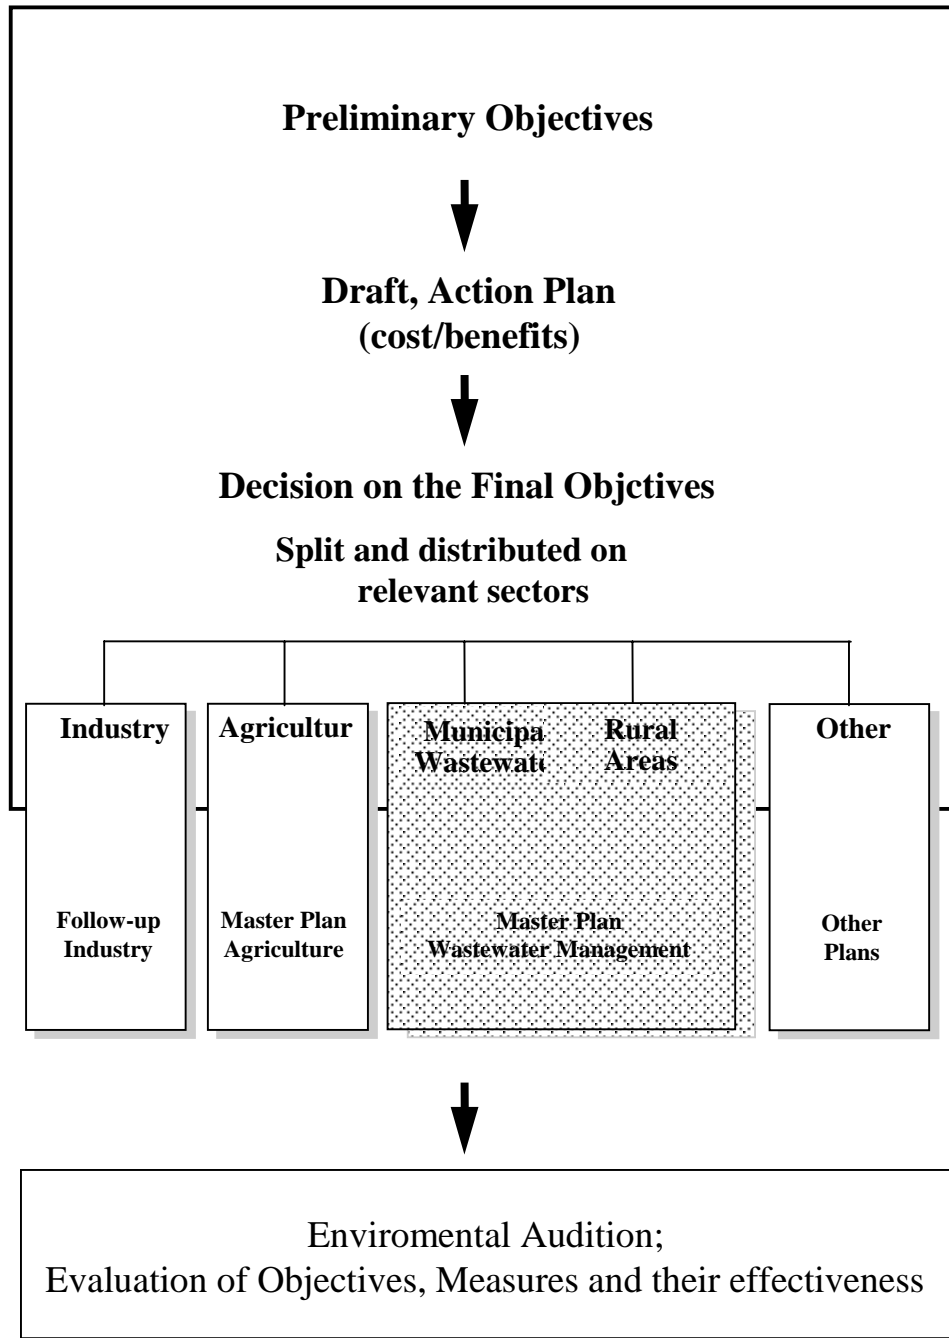 Preliminary Objectives
Draft, Action Plan
(cost/benefits)
Decision on the Final Objctives
Split and distributed on
relevant sectors
Industry
Agricultur
Municipa
Wastewat
Rural
Areas
Other
Follow-up
Industry
Master Plan
Agriculture
Master Plan
Wastewater Management
Other
Plans
Enviromental Audition;
Evaluation of Objectives, Measures and their effectiveness